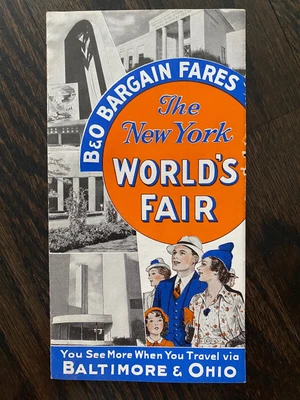 B&O BARGAIN FARES
The
NEW YORK
WORLD'S
FAIR
You See More When You Travel via
BALTIMORE & OHIO